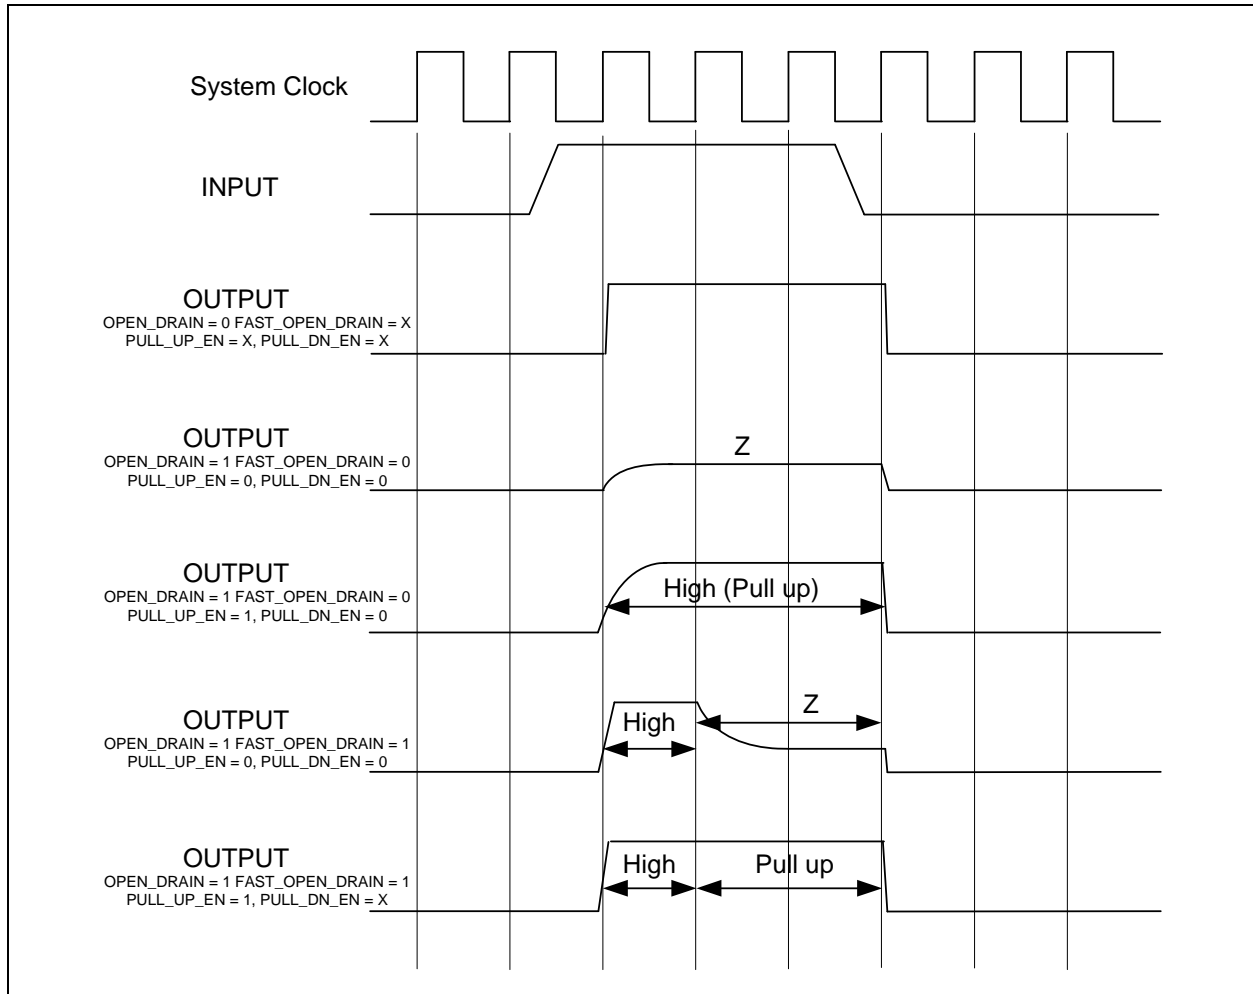 System Clock
INPUT
OUTPUT
OPEN_DRAIN = 0 FAST_OPEN_DRAIN = X
PULL_UP_EN = X, PULL_DN_EN = X
OUTPUT
OPEN_DRAIN = 1 FAST_OPEN_DRAIN = 0
PULL_UP_EN = 0, PULL_DN_EN = 0
Z
OUTPUT
OPEN_DRAIN = 1 FAST_OPEN_DRAIN = 0
PULL_UP_EN = 1, PULL_DN_EN = 0
High (Pull up)
OUTPUT
OPEN_DRAIN = 1 FAST_OPEN_DRAIN = 1
PULL_UP_EN = 0, PULL_DN_EN = 0
High
Z
OUTPUT
OPEN_DRAIN = 1 FAST_OPEN_DRAIN = 1
PULL_UP_EN = 1, PULL_DN_EN = X
High
Pull up